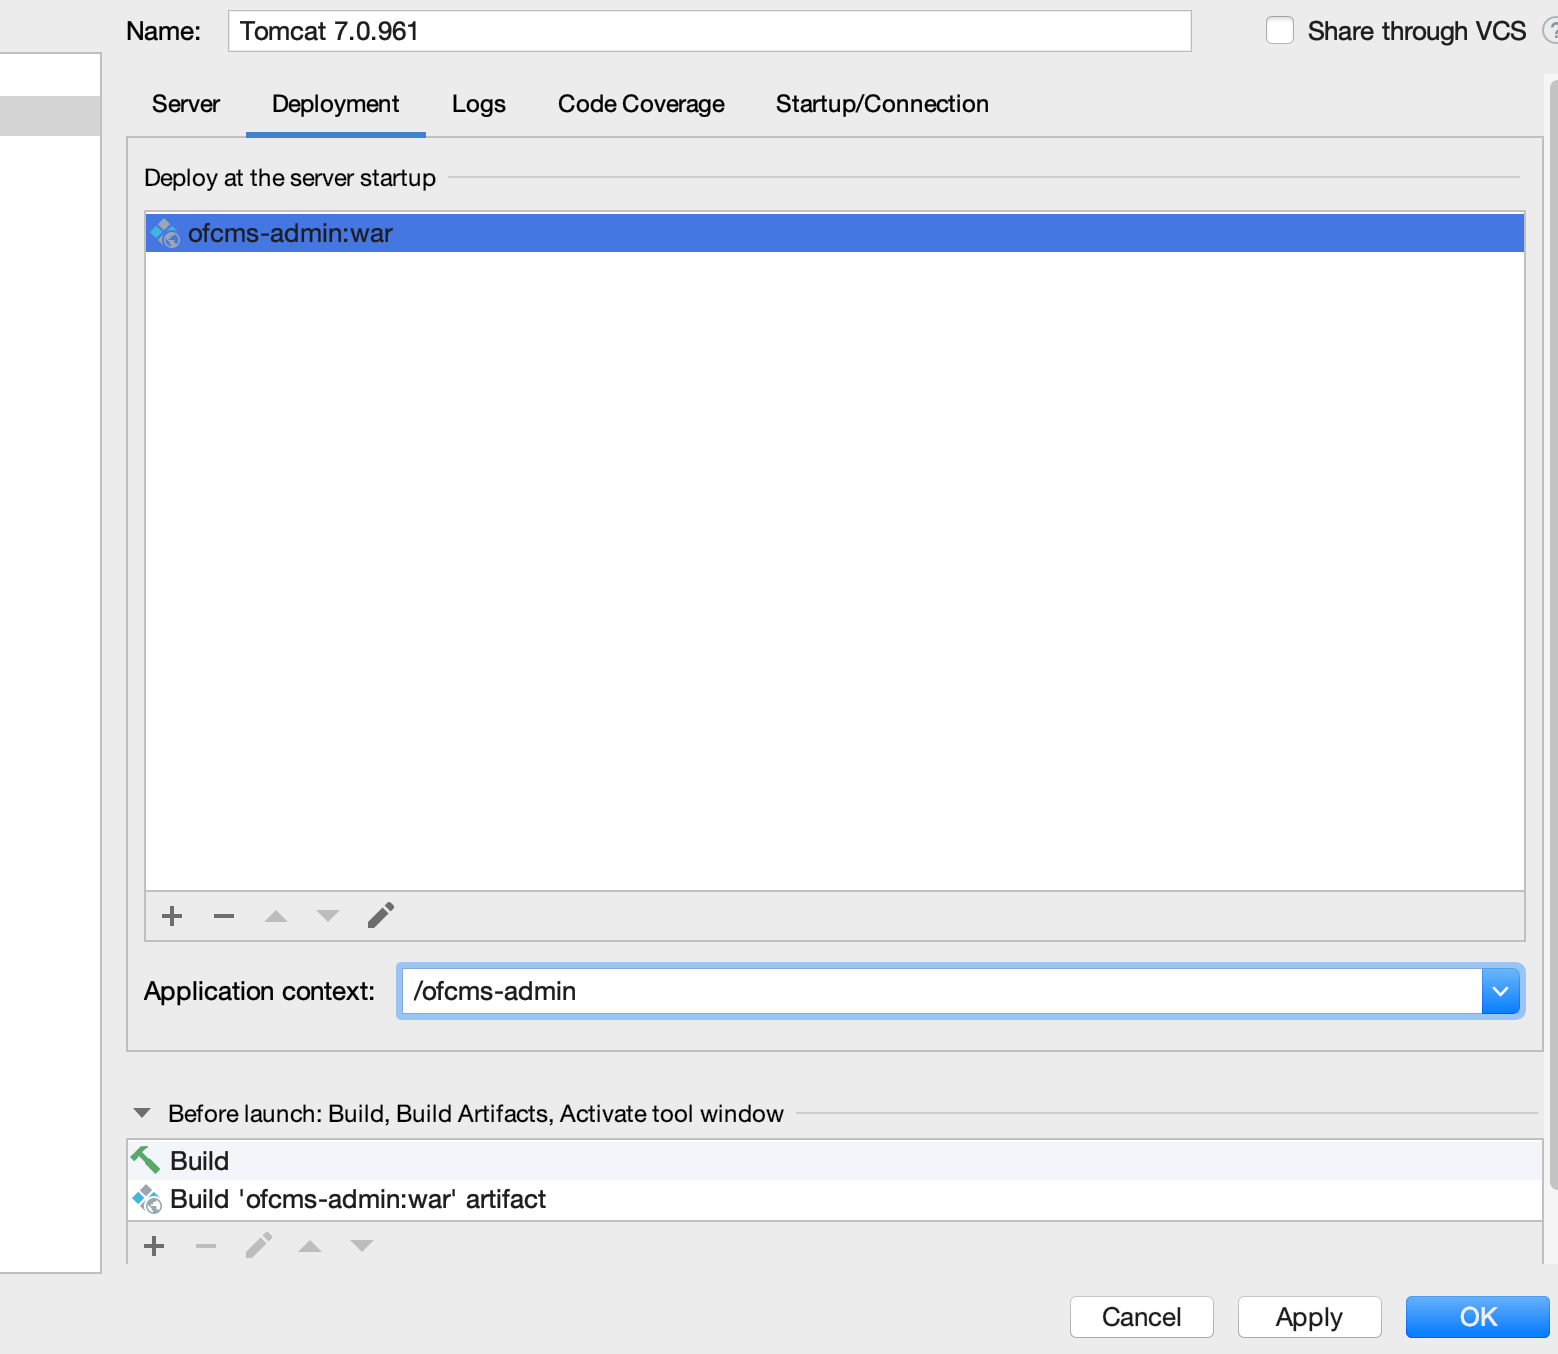 Name: Tomcat 7.0.961 Share through VCS ?
Server Deployment Logs Code Coverage Startup/Connection
Deploy at the server startup
ofcms-admin:war
Application context: /ofcms-admin
Before launch: Build, Build Artifacts, Activate tool window
Build
Build 'ofcms-admin:war' artifact
Cancel Apply OK